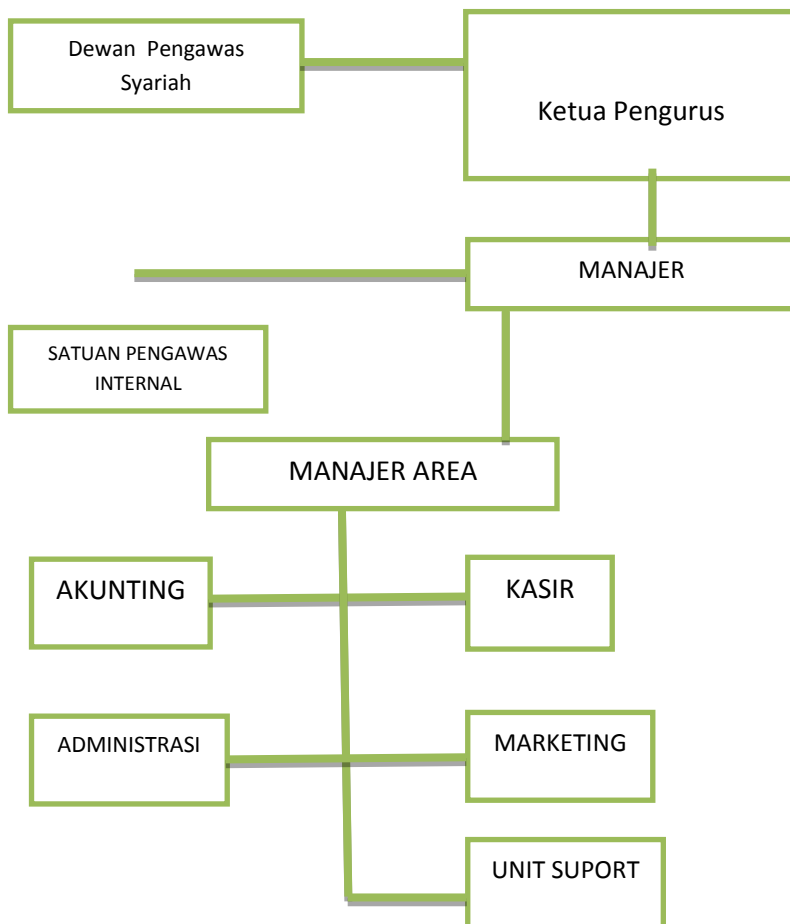 Dewan Pengawas
Syariah
Ketua Pengurus
MANAJER
SATUAN PENGAWAS
INTERNAL
MANAJER AREA
AKUNTING
KASIR
ADMINISTRASI
MARKETING
UNIT SUPORT